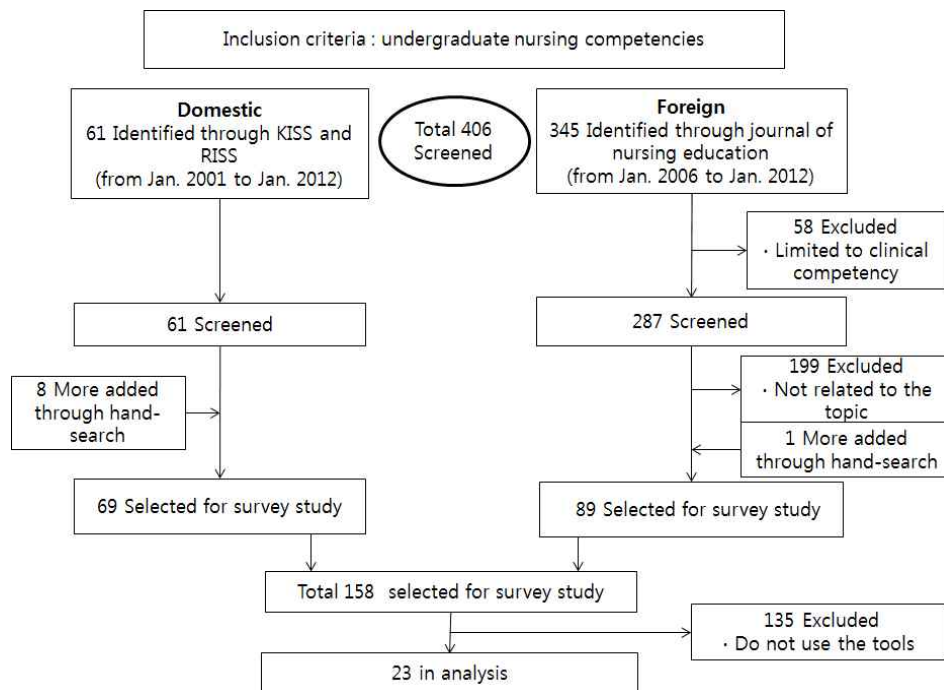 Inclusion criteria : undergraduate nursing competencies
Domestic
61 Identified through KISS and
RISS
(from Jan. 2001 to Jan. 2012)
Total 406
Screened
Foreign
345 Identified through journal of
nursing education
(from Jan. 2006 to Jan. 2012)
58 Excluded
· Limited to clinical
competency
61 Screened
287 Screened
8 More added
through hand-
search
199 Excluded
· Not related to the
topic
1 More added
through hand-search
69 Selected for survey study
89 Selected for survey study
Total 158 selected for survey study
135 Excluded
· Do not use the tools
23 in analysis